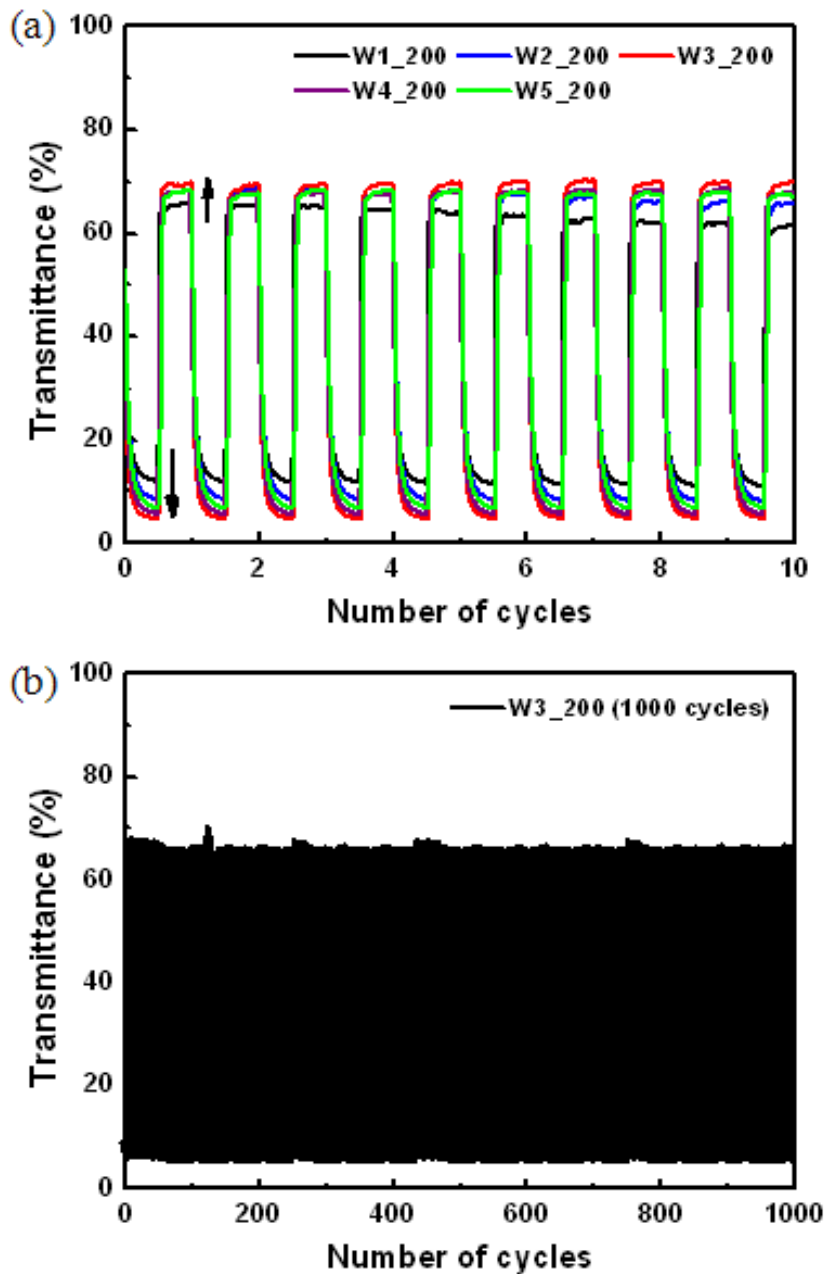 (a)
100
W1_200 W2_200 W3_200
W4_200 W5_200
80
60
40
20
0
Transmittance (%)
0 2 4 6 8 10
Number of cycles
(b)
100
W3_200 (1000 cycles)
80
60
40
20
0
Transmittance (%)
0 200 400 600 800 1000
Number of cycles